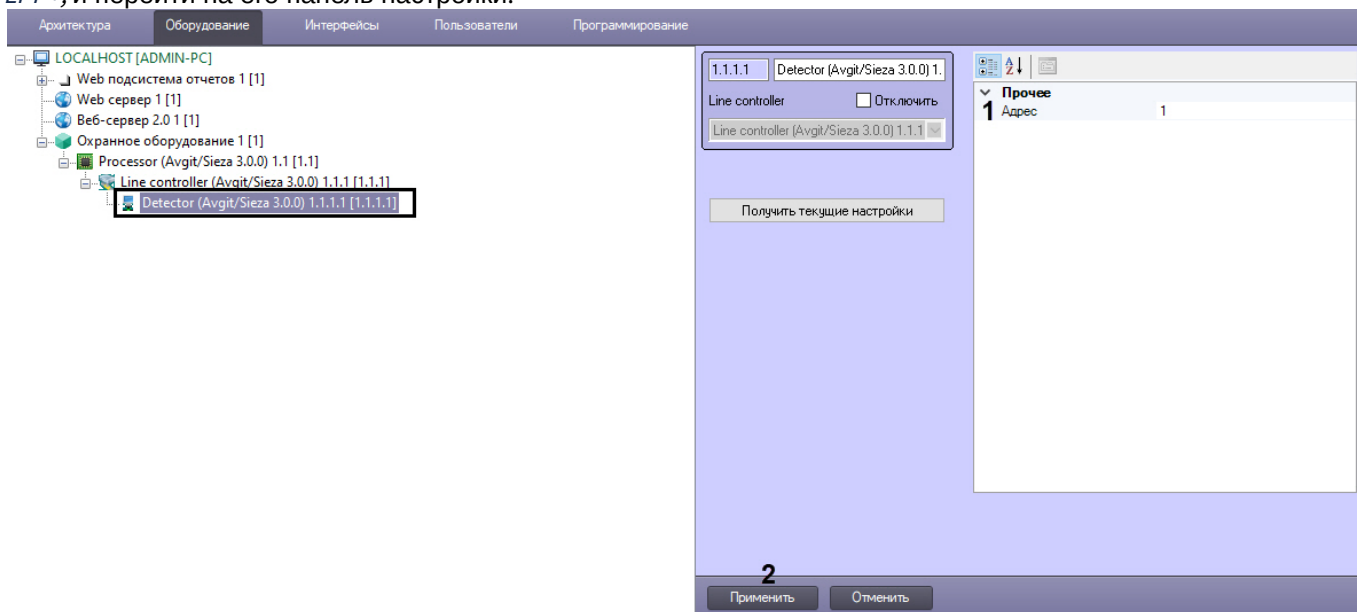 , и перейти на его панель настройки.
Архитектура Оборудование Интерфейсы Пользователи Программирование
LOCALHOST [ADMIN-PC]
Web подсистема отчетов 1 [1]
Web сервер 1 [1]
Веб-сервер 2.0 1 [1]
Охранное оборудование 1 [1]
Processor (Avgit/Sieza 3.0.0) 1.1 [1.1]
Line controller (Avgit/Sieza 3.0.0) 1.1.1 [1.1.1]
Detector (Avgit/Sieza 3.0.0) 1.1.1.1 [1.1.1.1]
1.1.1.1 Detector (Avgit/Sieza 3.0.0) 1.
Line controller Отключить
Line controller (Avgit/Sieza 3.0.0) 1.1.1
Получить текущие настройки
Прочее
1 Адрес 1
2
Применить Отменить